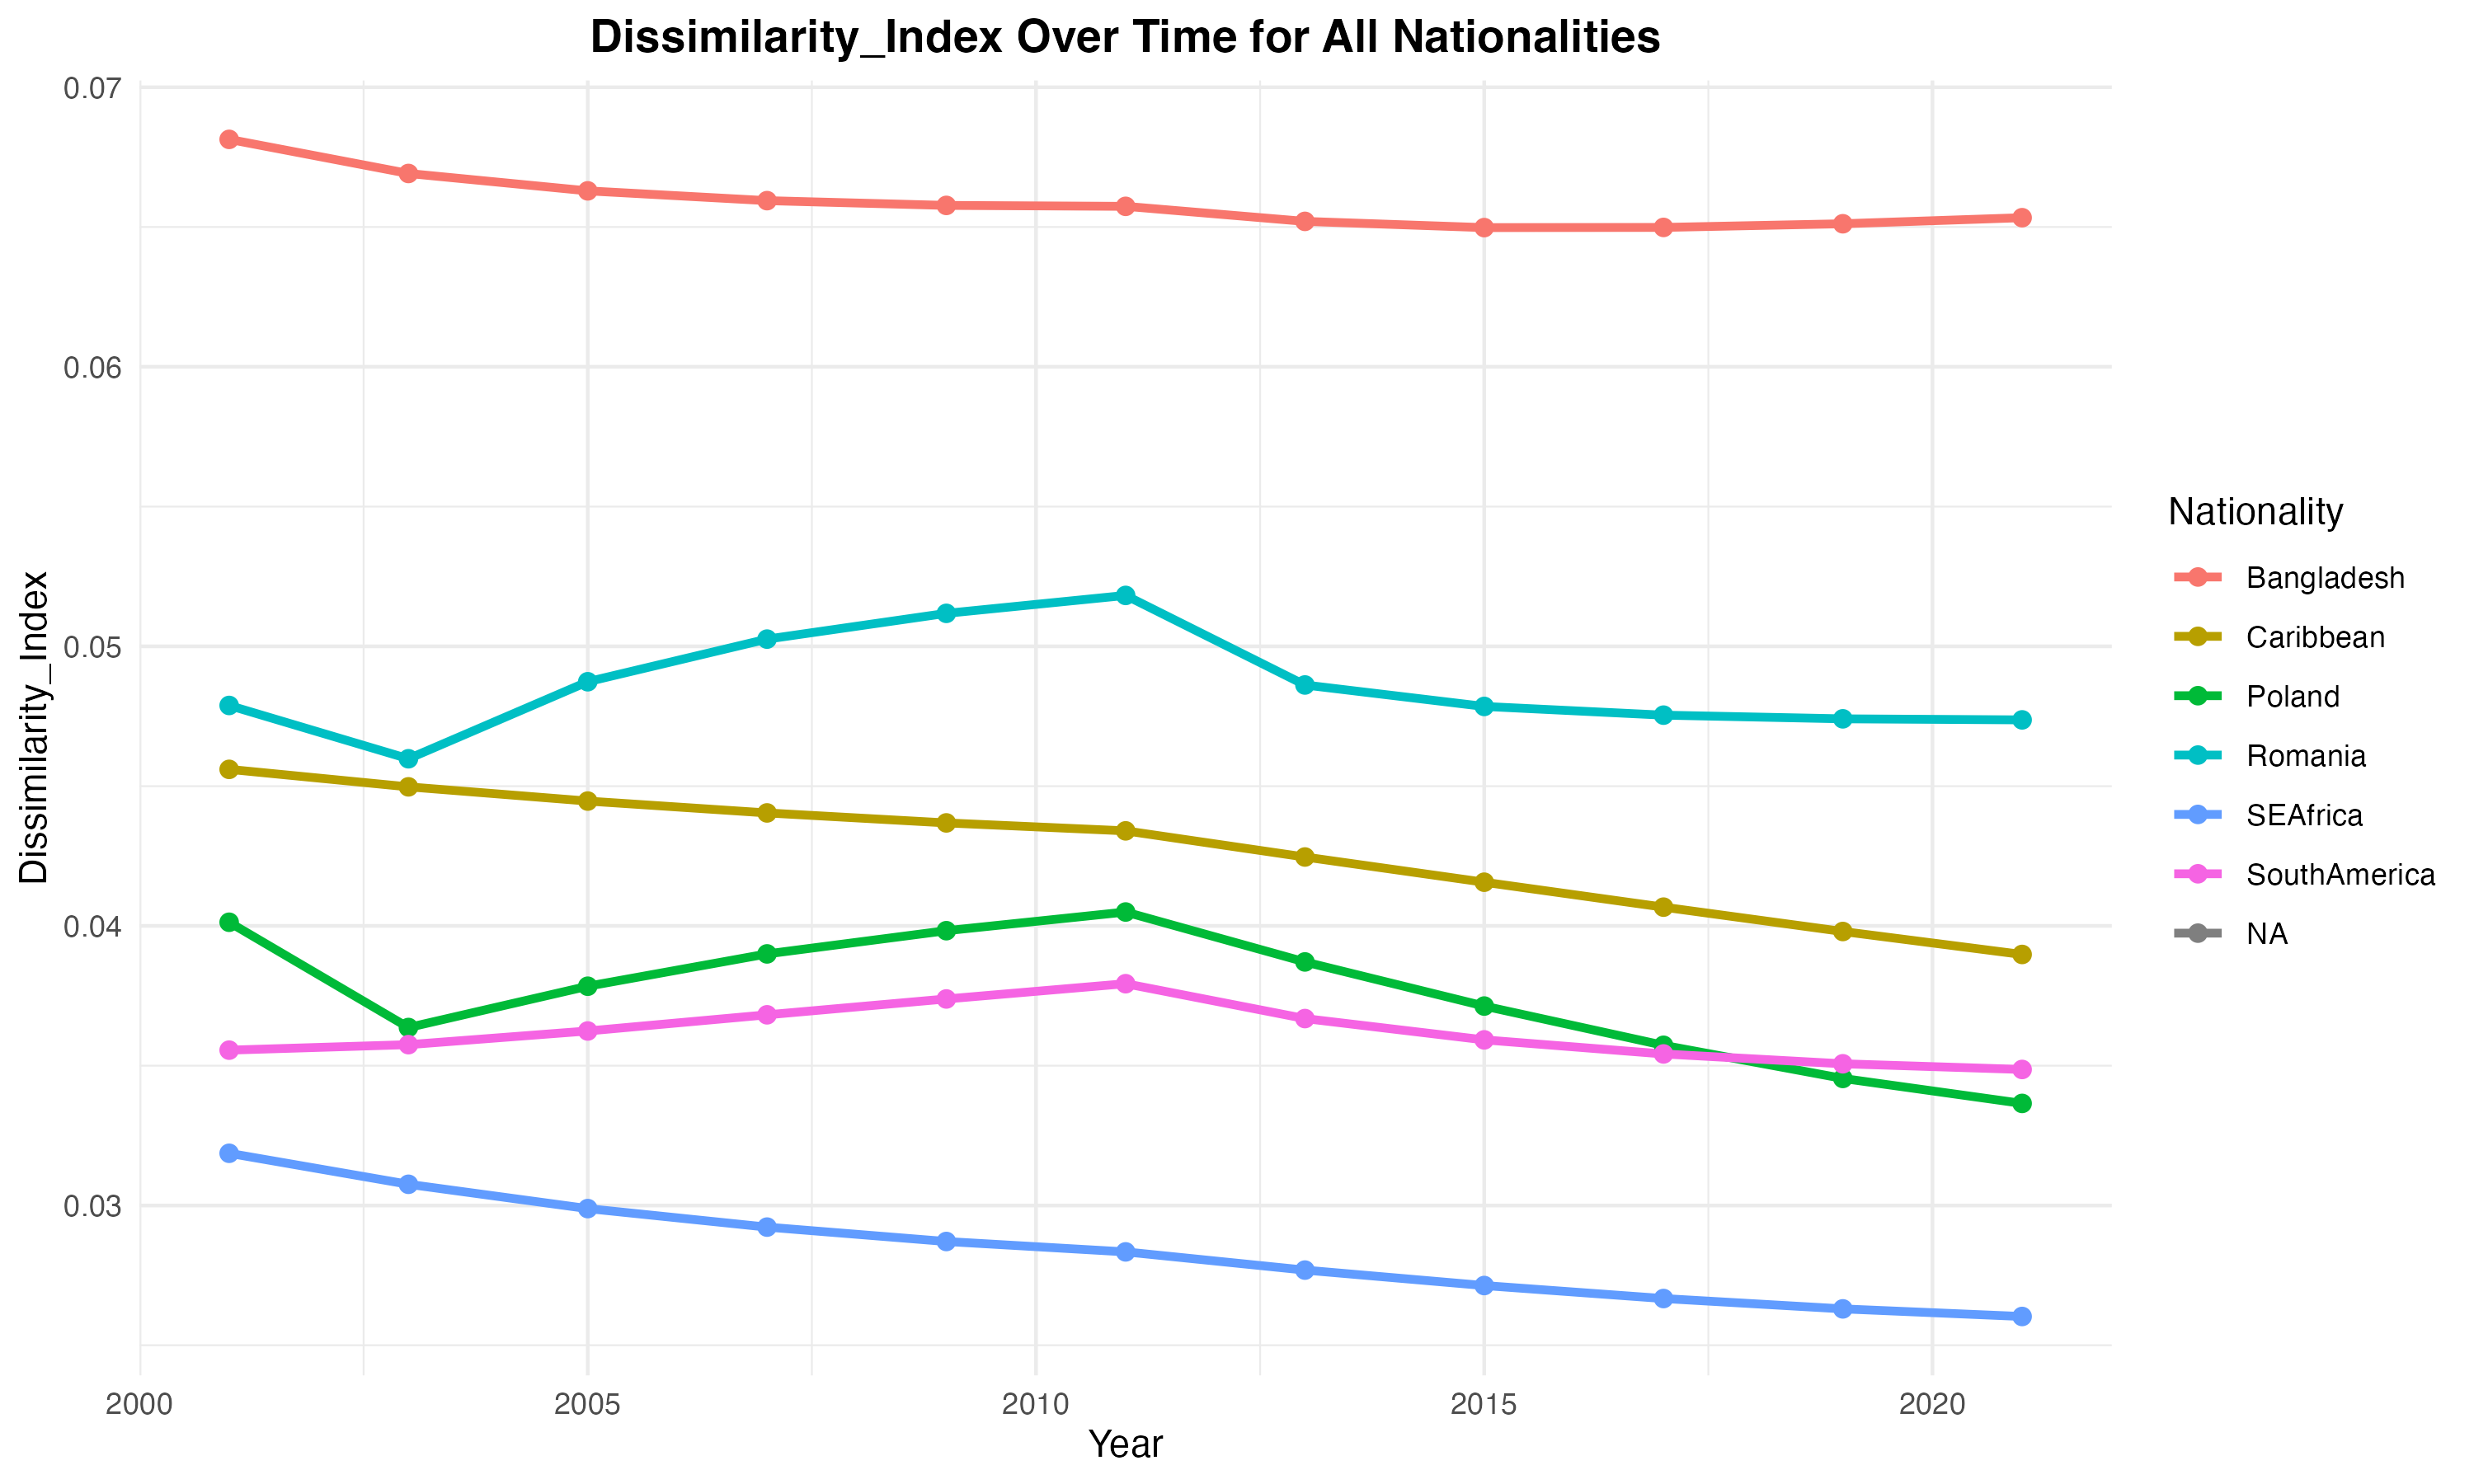 Dissimilarity_Index Over Time for All Nationalities
0.07
0.06
0.05
0.04
0.03
Dissimilarity_Index
2000 2005 2010 2015 2020
Year
Nationality
Bangladesh
Caribbean
Poland
Romania
SEAfrica
SouthAmerica
NA